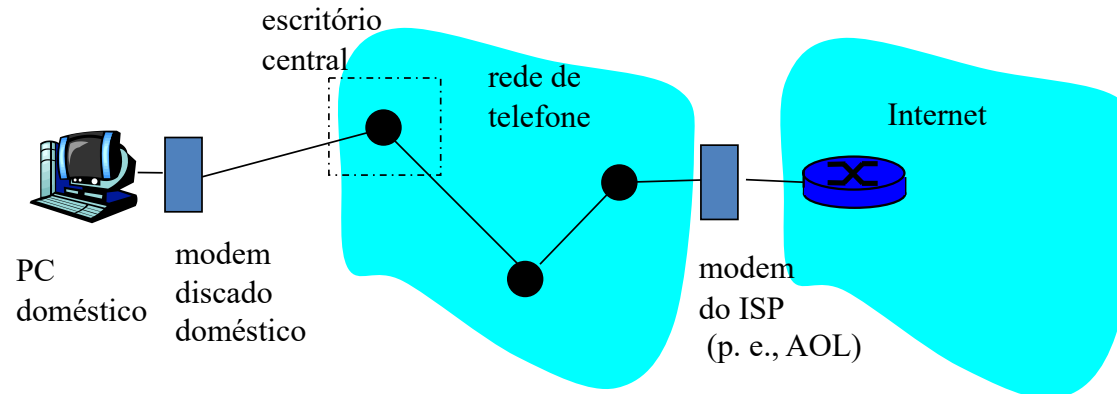 escritório
central
rede de
telefone
Internet
PC
doméstico
modem
discado
doméstico
modem
do ISP
(p. e., AOL)